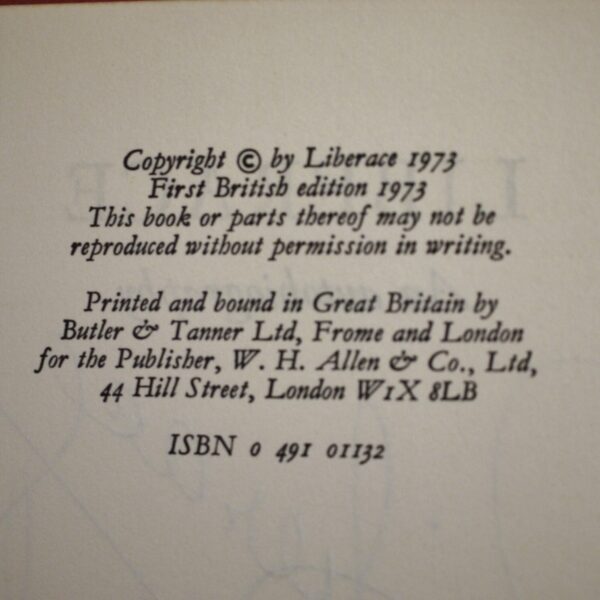 Copyright © by Liberace 1973
First British edition 1973
This book or parts thereof may not be
reproduced without permission in writing.
Printed and bound in Great Britain by
Butler & Tanner Ltd, Frome and London
for the Publisher, W. H. Allen & Co., Ltd,
44 Hill Street, London W1X 8LB
ISBN 0 491 01132